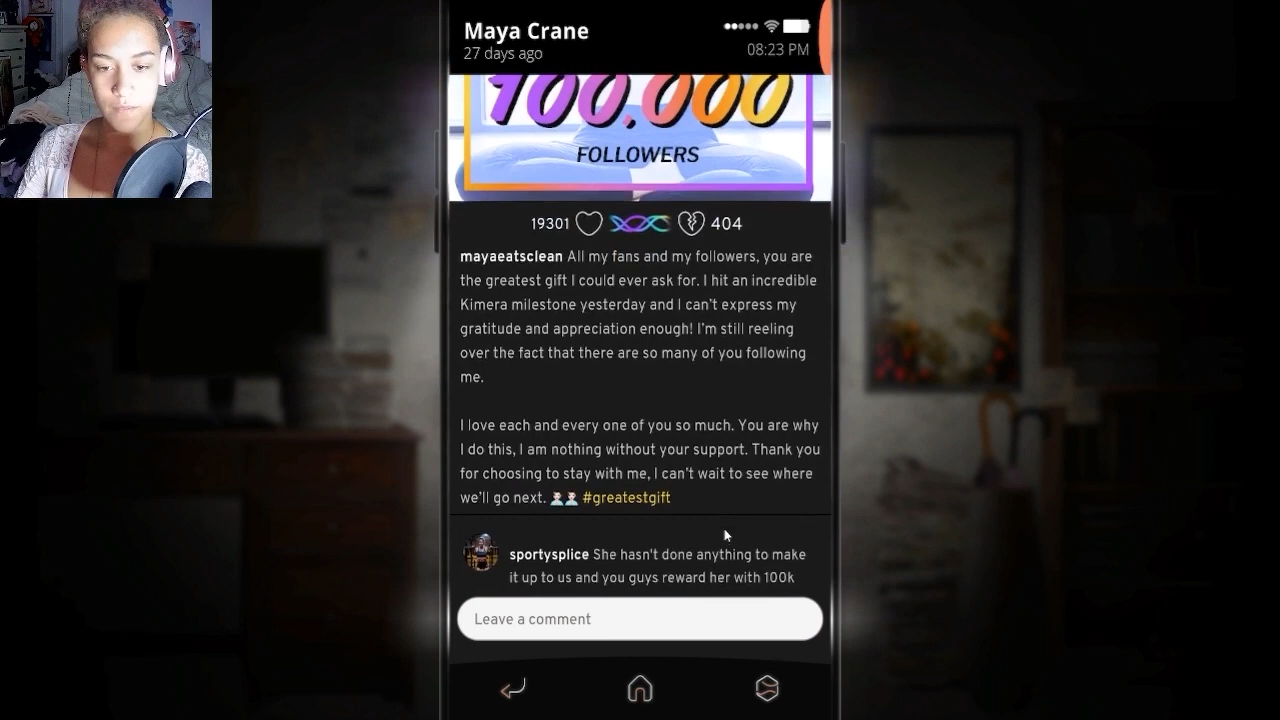 Maya Crane
27 days ago
08:23 PM
100,000
FOLLOWERS
19301
404
mayaeatsclean All my fans and my followers, you are
the greatest gift I could ever ask for. I hit an incredible
Kimera milestone yesterday and I can't express my
gratitude and appreciation enough! I'm still reeling
over the fact that there are so many of you following
me.
I love each and every one of you so much. You are why
I do this, I am nothing without your support. Thank you
for choosing to stay with me, I can't wait to see where
we'll go next. #greatestgift
sportysplice She hasn't done anything to make
it up to us and you guys reward her with 100k
Leave a comment